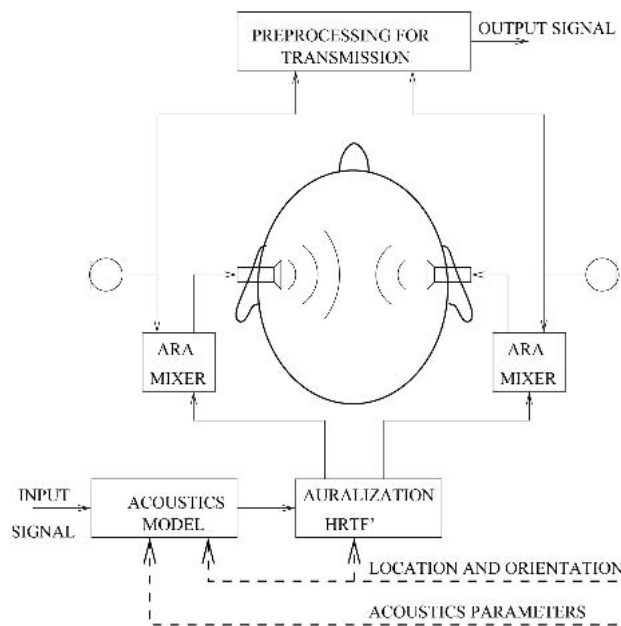 PREPROCESSING FOR
TRANSMISSION
OUTPUT SIGNAL
ARA
MIXER
ARA
MIXER
INPUT
SIGNAL
ACOUSTICS
MODEL
AURALIZATION
HRTF'
LOCATION AND ORIENTATION
ACOUSTICS PARAMETERS